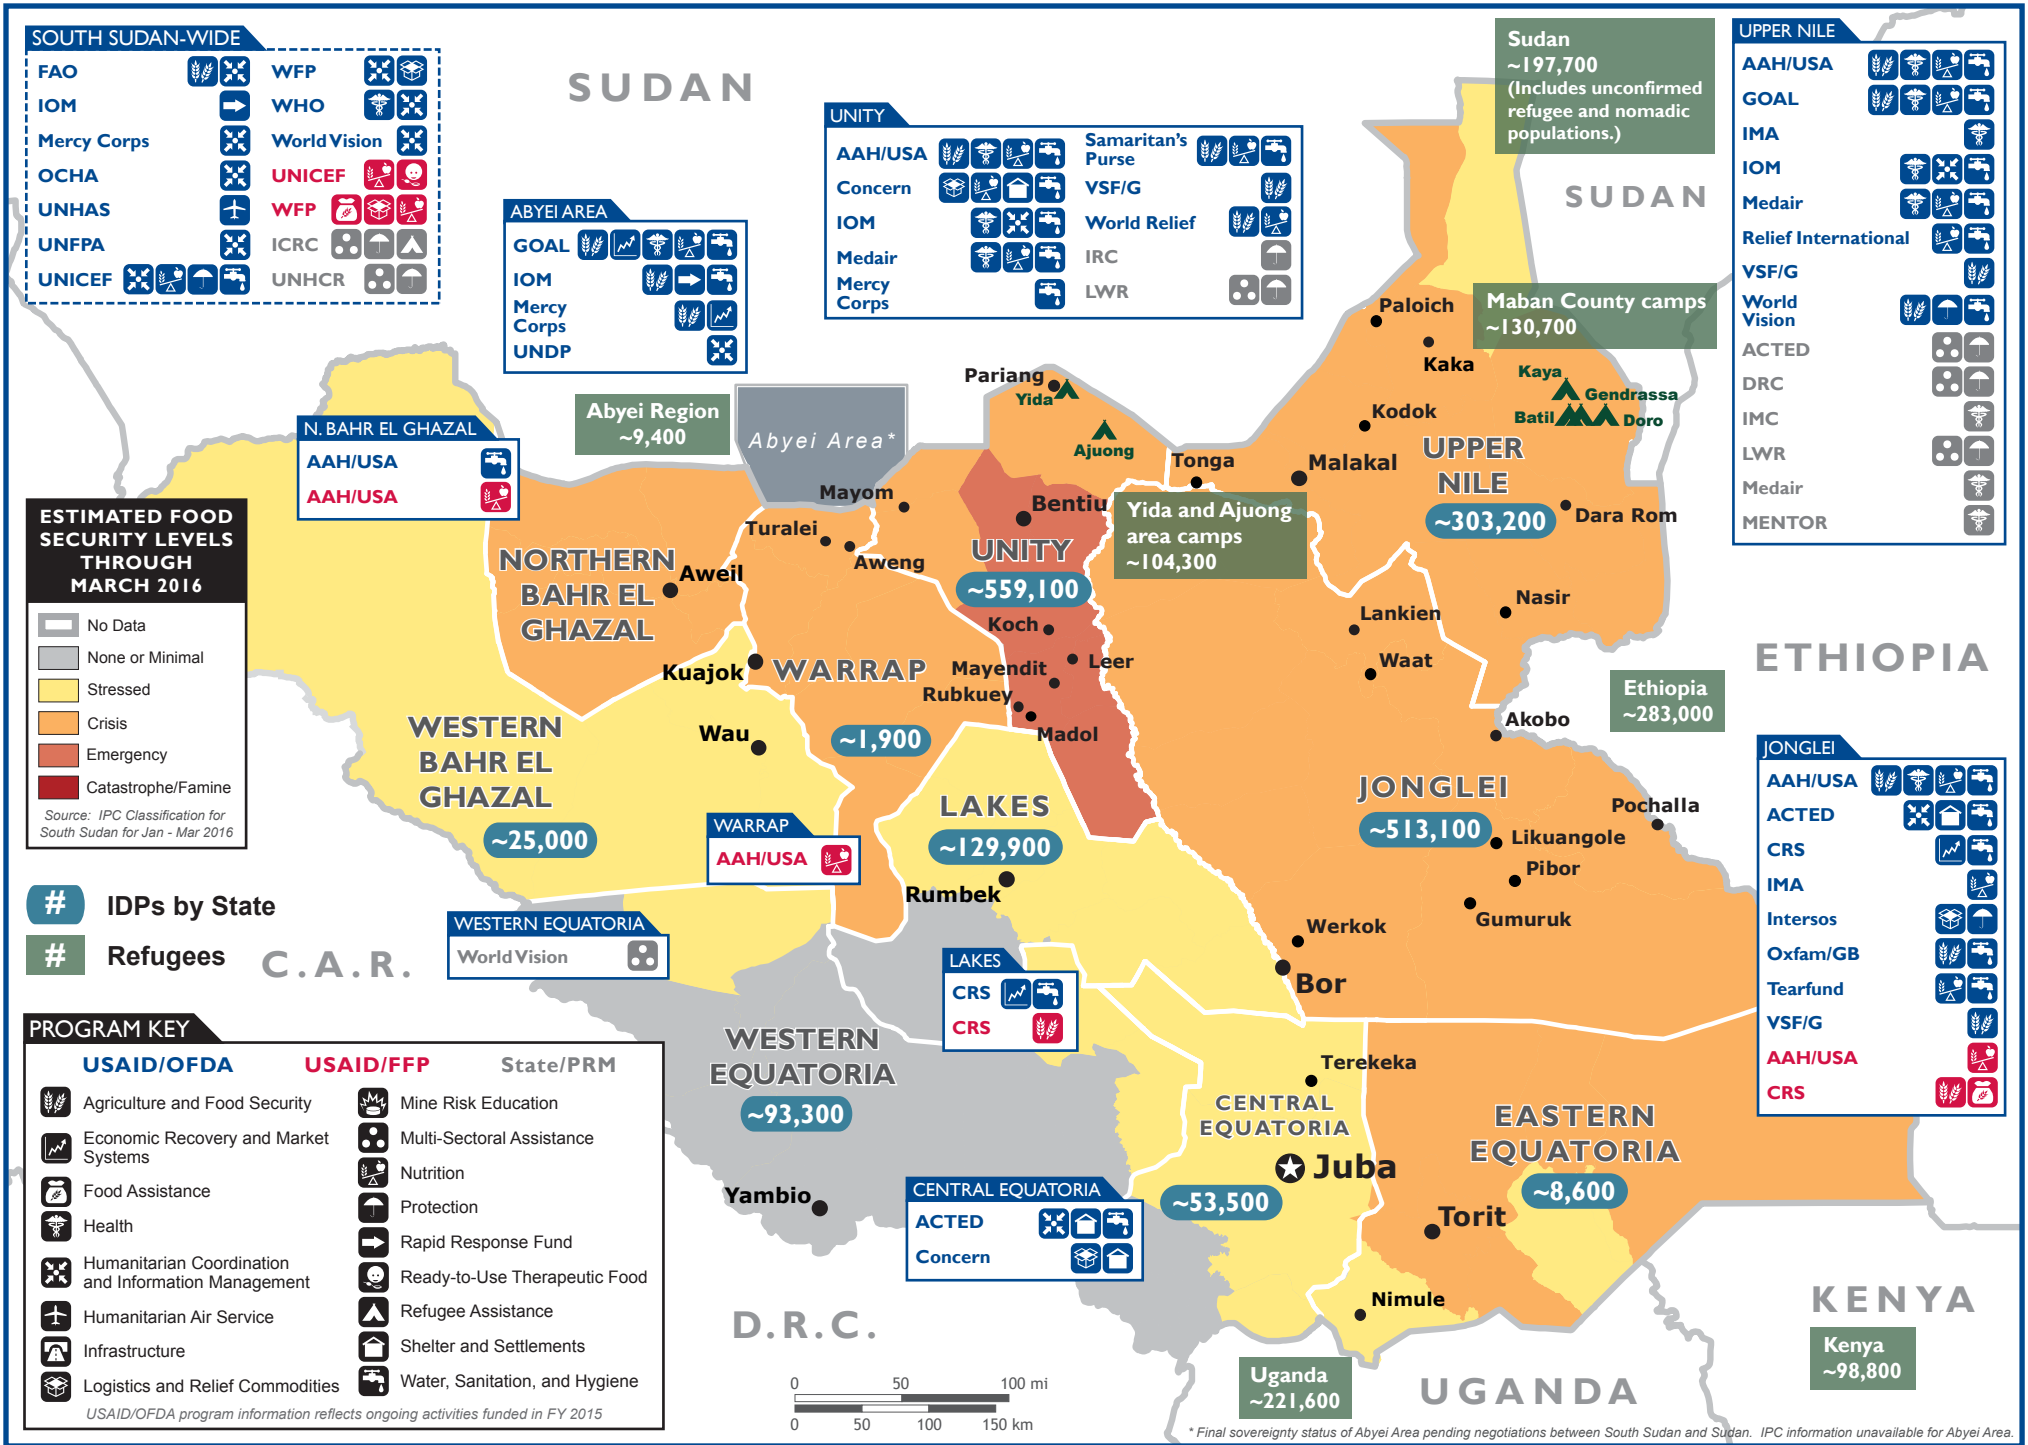 SOUTH SUDAN-WIDE
FAO
IOM
Mercy Corps
OCHA
UNHAS
UNFPA
UNICEF
WFP
WHO
World Vision
UNICEF
WFP
ICRC
UNHCR
SUDAN
ABYEI AREA
GOAL
IOM
Mercy
Corps
UNDP
UNITY
AAH/USA
Concern
IOM
Medair
Mercy
Corps
Samaritan's
Purse
VSF/G
World Relief
IRC
LWR
Sudan
~197,700
(Includes unconfirmed
refugee and nomadic
populations.)
SUDAN
UPPER NILE
AAH/USA
GOAL
IMA
IOM
Medair
Relief International
VSF/G
World
Vision
ACTED
DRC
IMC
LWR
Medair
MENTOR
Maban County camps
~130,700
Paloich
Kaka
Kaya
Gendrassa
Batil
Doro
Kodok
UPPER
NILE
~303,200
Malakal
Tonga
Dara Rom
Nasir
Pariang
Yida
Ajuong
Yida and Ajuong
area camps
~104,300
Abyei Region
~9,400
Abyei Area*
N. BAHR EL GHAZAL
AAH/USA
AAH/USA
ESTIMATED FOOD
SECURITY LEVELS
THROUGH
MARCH 2016
No Data
None or Minimal
Stressed
Crisis
Emergency
Catastrophe/Famine
Source: IPC Classification for
South Sudan for Jan - Mar 2016
NORTHERN
BAHR EL
GHAZAL
Aweil
Mayom
Turalei
Aweng
Bentiu
UNITY
~559,100
Koch
Leer
Mayendit
Rubkuey
Madol
Kuajok
WARRAP
~1,900
WESTERN
BAHR EL
GHAZAL
~25,000
Wau
WARRAP
AAH/USA
LAKES
~129,900
Rumbek
Lankien
Waat
Akobo
ETHIOPIA
Ethiopia
~283,000
JONGLEI
~513,100
Pochalla
Likuangole
Pibor
Gumuruk
Werkok
Bor
JONGLEI
AAH/USA
ACTED
CRS
IMA
Intersos
Oxfam/GB
Tearfund
VSF/G
AAH/USA
CRS
# IDPs by State
# Refugees
C.A.R.
WESTERN EQUATORIA
World Vision
LAKES
CRS
CRS
WESTERN
EQUATORIA
~93,300
Yambio
CENTRAL EQUATORIA
ACTED
Concern
Terekeka
CENTRAL
EQUATORIA
Juba
~53,500
EASTERN
EQUATORIA
~8,600
Torit
Nimule
D.R.C.
Uganda
~221,600
UGANDA
KENYA
Kenya
~98,800
PROGRAM KEY
USAID/OFDA
USAID/FFP
State/PRM
Agriculture and Food Security
Economic Recovery and Market
Systems
Food Assistance
Health
Humanitarian Coordination
and Information Management
Humanitarian Air Service
Infrastructure
Logistics and Relief Commodities
Mine Risk Education
Multi-Sectoral Assistance
Nutrition
Protection
Rapid Response Fund
Ready-to-Use Therapeutic Food
Refugee Assistance
Shelter and Settlements
Water, Sanitation, and Hygiene
USAID/OFDA program information reflects ongoing activities funded in FY 2015
0 50 100 mi
0 50 100 150 km
* Final sovereignty status of Abyei Area pending negotiations between South Sudan and Sudan. IPC information unavailable for Abyei Area.